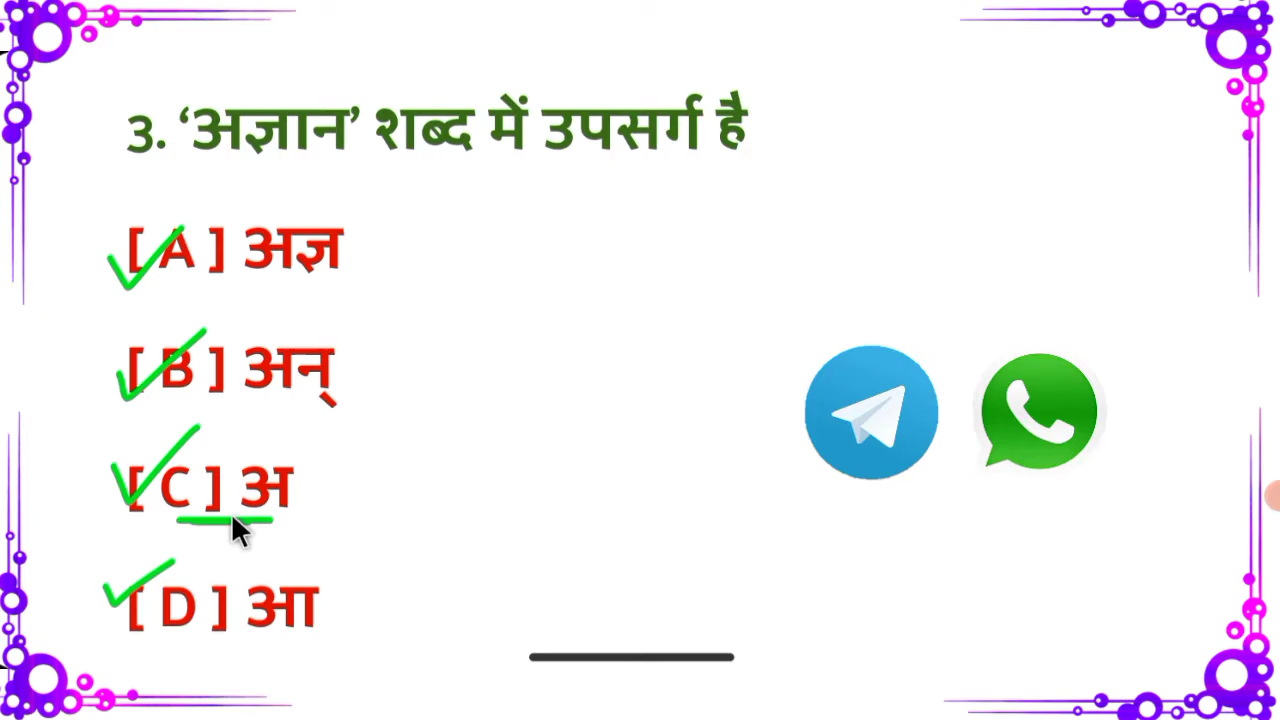 3. ‘अज्ञान’ शब्द में उपसर्ग है
[ A ] अज्ञ
[ B ] अन्
[ C ] अ
[ D ] आ